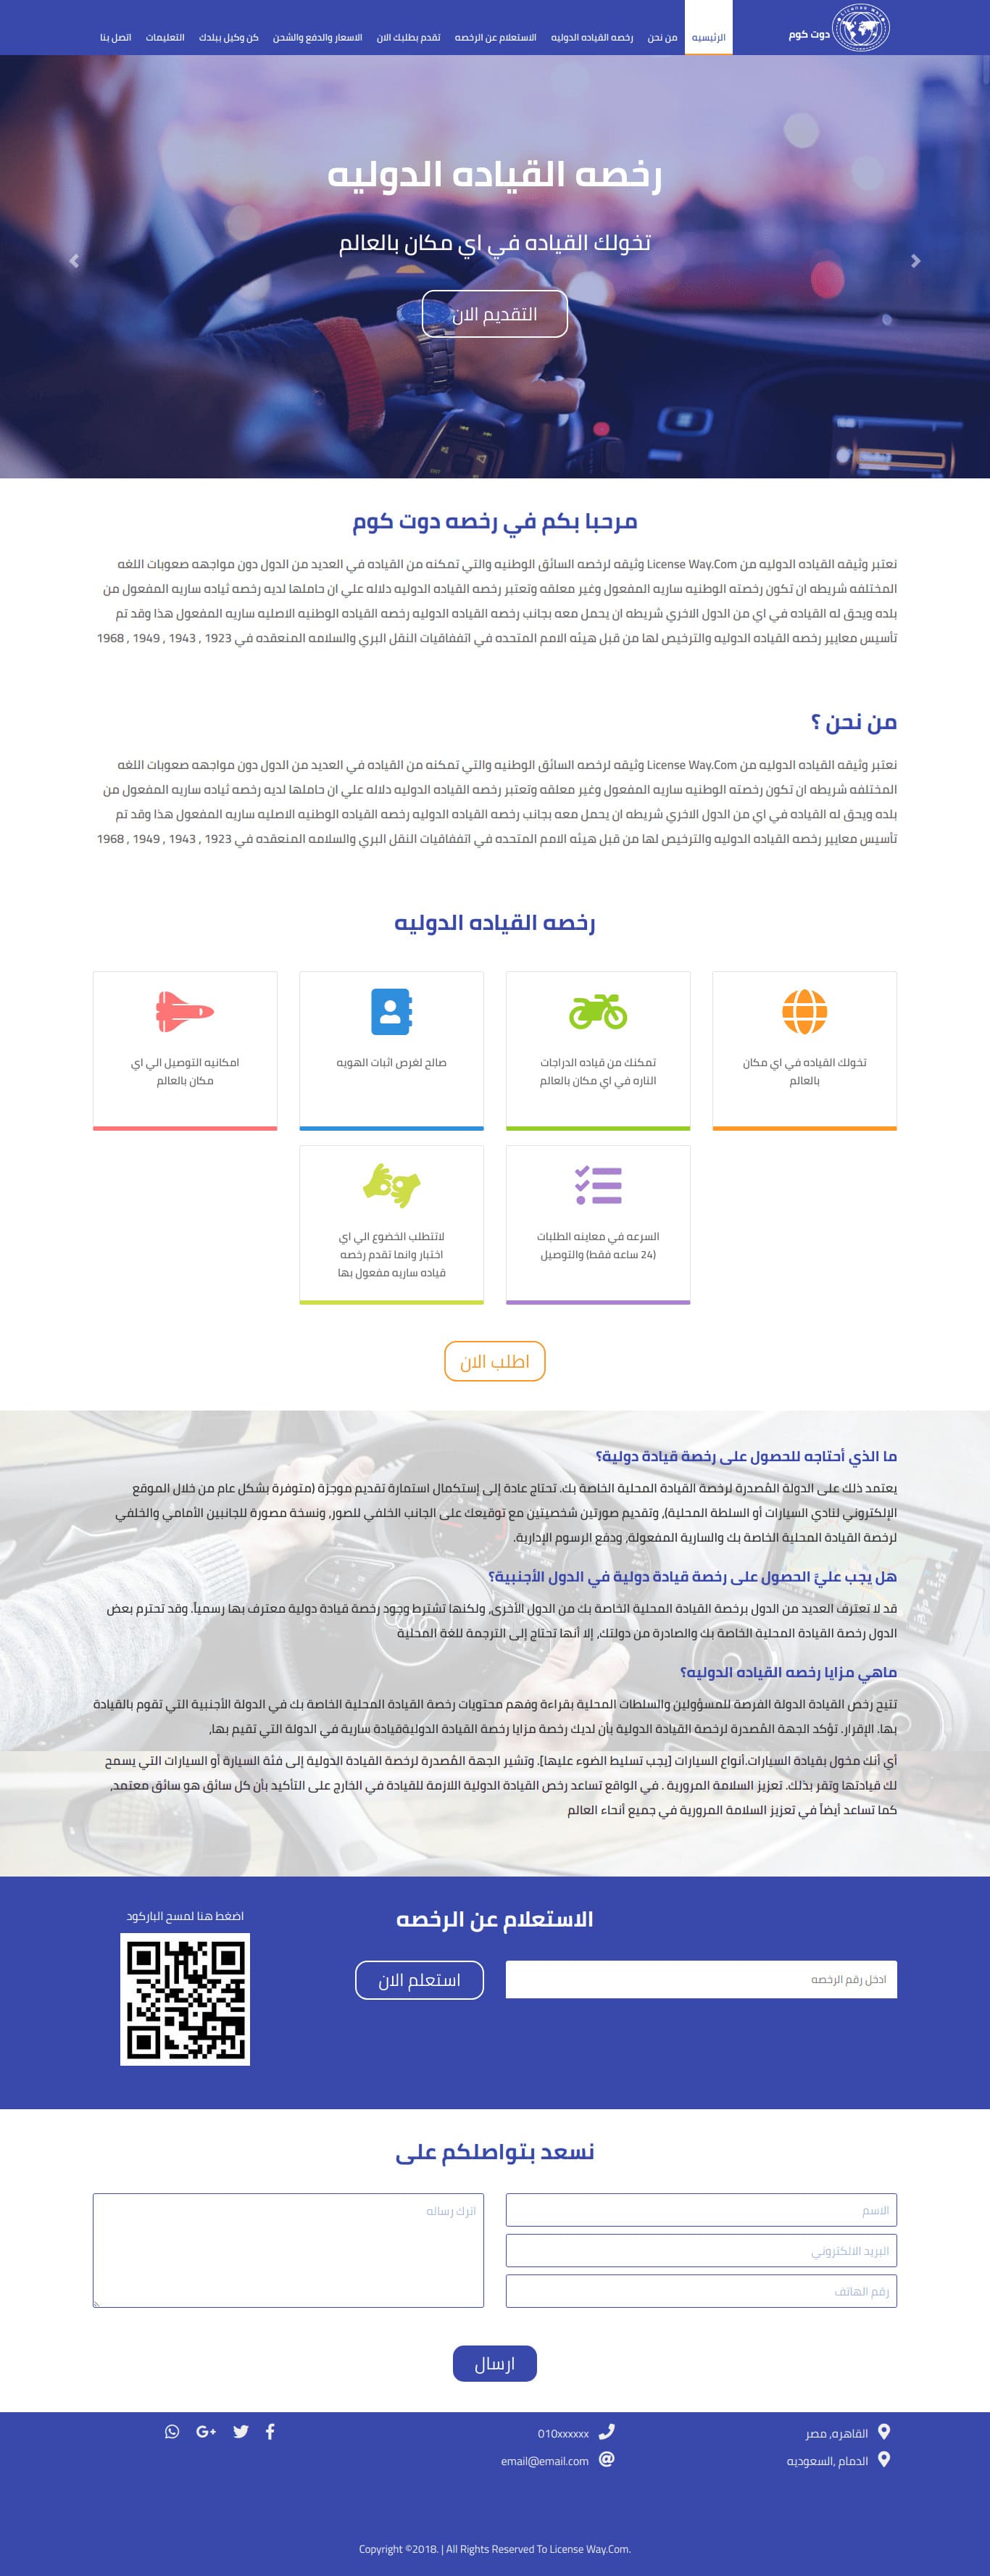 License Way
دوت كوم
الرئيسيه
من نحن
رخصه القياده الدوليه
الاستعلام عن الرخصه
تقدم بطلبك الان
الاسعار والدفع والشحن
كن وكيل ببلدك
التعليمات
اتصل بنا
رخصه القياده الدوليه
تخولك القياده في اي مكان بالعالم
التقديم الان
مرحبا بكم في رخصه دوت كوم
نعتبر وثيقه القياده الدوليه من License Way.Com وثيقه لرخصه السائق الوطنيه والتي تمكنه من القياده في العديد من الدول دون مواجهه صعوبات اللغه
المختلفه شريطه ان تكون رخصته الوطنيه ساريه المفعول وغير معلقه وتعتبر رخصه القياده الدوليه دلاله علي ان حاملها لديه رخصه ثياده ساريه المفعول من
بلده ويحق له القياده في اي من الدول الاخري شريطه ان يحمل معه بجانب رخصه القياده الدوليه رخصه القياده الوطنيه الاصليه ساريه المفعول هذا وقد تم
تأسيس معايير رخصه القياده الدوليه والترخيص لها من قبل هيئه الامم المتحده في اتففاقيات النقل البري والسلامه المنعقده في 1923 , 1943 , 1949 , 1968
من نحن ؟
نعتبر وثيقه القياده الدوليه من License Way.Com وثيقه لرخصه السائق الوطنيه والتي تمكنه من القياده في العديد من الدول دون مواجهه صعوبات اللغه
المختلفه شريطه ان تكون رخصته الوطنيه ساريه المفعول وغير معلقه وتعتبر رخصه القياده الدوليه دلاله علي ان حاملها لديه رخصه ثياده ساريه المفعول من
بلده ويحق له القياده في اي من الدول الاخري شريطه ان يحمل معه بجانب رخصه القياده الدوليه رخصه القياده الوطنيه الاصليه ساريه المفعول هذا وقد تم
تأسيس معايير رخصه القياده الدوليه والترخيص لها من قبل هيئه الامم المتحده في اتففاقيات النقل البري والسلامه المنعقده في 1923 , 1943 , 1949 , 1968
رخصه القياده الدوليه
تخولك القياده في اي مكان
بالعالم
تمكنك من قياده الدراجات
الناره في اي مكان بالعالم
صالح لغرض اثبات الهويه
امكانيه التوصيل الي اي
مكان بالعالم
السرعه في معاينه الطلبات
(24 ساعه فقط) والتوصيل
لاتتطلب الخضوع الي اي
اختبار وانما تقدم رخصه
قياده ساريه مفعول بها
اطلب الان
ما الذي أحتاجه للحصول على رخصة قيادة دولية؟
يعتمد ذلك على الدولة المُصدرة لرخصة القيادة المحلية الخاصة بك. تحتاج عادة إلى إستكمال استمارة تقديم موجزة (متوفرة بشكل عام من خلال الموقع
الإلكتروني لنادي السيارات أو السلطة المحلية)، وتقديم صورتين شخصيتين مع توقيعك على الجانب الخلفي للصور، ونسخة مصورة للجانبين الأمامي والخلفي
لرخصة القيادة المحلية الخاصة بك والسارية المفعولة، ودفع الرسوم الإدارية.
هل يجب عليَّ الحصول على رخصة قيادة دولية في الدول الأجنبية؟
قد لا تعترف العديد من الدول برخصة القيادة المحلية الخاصة بك من الدول الأخرى، ولكنها تشترط وجود رخصة قيادة دولية معترف بها رسمياً. وقد تحترم بعض
الدول رخصة القيادة المحلية الخاصة بك والصادرة من دولتك، إلا أنها تحتاج إلى الترجمة للغة المحلية
ماهي مزايا رخصه القياده الدوليه؟
تتيح رخص القيادة الدولة الفرصة للمسؤولين والسلطات المحلية بقراءة وفهم محتويات رخصة القيادة المحلية الخاصة بك في الدولة الأجنبية التي تقوم بالقيادة
بها. الإقرار. تؤكد الجهة المُصدرة لرخصة القيادة الدولية بأن لديك رخصة مزايا رخصة القيادة الدوليةقيادة سارية في الدولة التي تقيم بها،
أي أنك مخول بقيادة السيارات.أنواع السيارات [يجب تسليط الضوء عليها]. وتشير الجهة المُصدرة لرخصة القيادة الدولية إلى فئة السيارة أو السيارات التي يسمح
لك قيادتها وتقر بذلك. تعزيز السلامة المرورية . في الواقع تساعد رخص القيادة الدولية اللازمة للقيادة في الخارج على التأكيد بأن كل سائق هو سائق معتمد،
كما تساعد أيضاً في تعزيز السلامة المرورية في جميع أنحاء العالم
الاستعلام عن الرخصه
ادخل رقم الرخصه
استعلم الان
اضغط هنا لمسح الباركود
نسعد بتواصلكم على
الاسم
البريد الالكتروني
رقم الهاتف
اترك رساله
ارسال
القاهره, مصر
الدمام ,السعوديه
010xxxxxx
email@email.com
Copyright ©2018. | All Rights Reserved To License Way.Com.